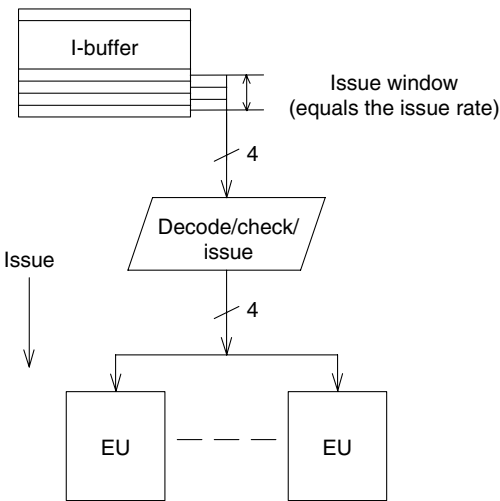 I-buffer
Issue window
(equals the issue rate)
4
Decode/check/
issue
Issue
4
EU
EU